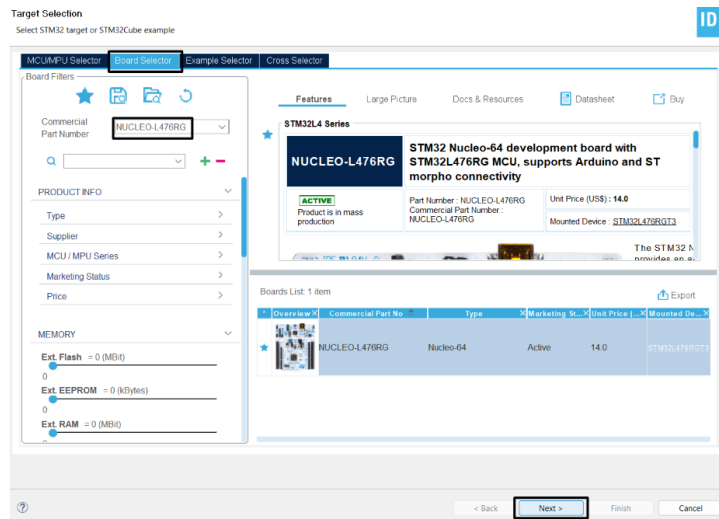 Target Selection
Select STM32 target or STM32Cube example
ID
MCU/MPU Selector Board Selector Example Selector Cross Selector
Board Filters
Features Large Picture Docs & Resources Datasheet Buy
Commercial Part Number
NUCLEO-L476RG
STM32L4 Series
NUCLEO-L476RG
STM32 Nucleo-64 development board with
STM32L476RG MCU, supports Arduino and ST
morpho connectivity
PRODUCT INFO
ACTIVE
Product is in mass
production
Part Number : NUCLEO-L476RG
Commercial Part Number :
NUCLEO-L476RG
Unit Price (US$) : 14.0
Mounted Device : STM32L476RGT3
Type
Supplier
MCU / MPU Series
Marketing Status
Price
The STM32 N
Boards List: 1 item
Export
* Overview Commercial Part No Type Marketing St... Unit Price (... Mounted De...
NUCLEO-L476RG Nucleo-64 Active 14.0 STM32L476RGT3
MEMORY
Ext. Flash = 0 (MBit)
0
Ext. EEPROM = 0 (kBytes)
0
Ext. RAM = 0 (MBit)
? < Back Next > Finish Cancel